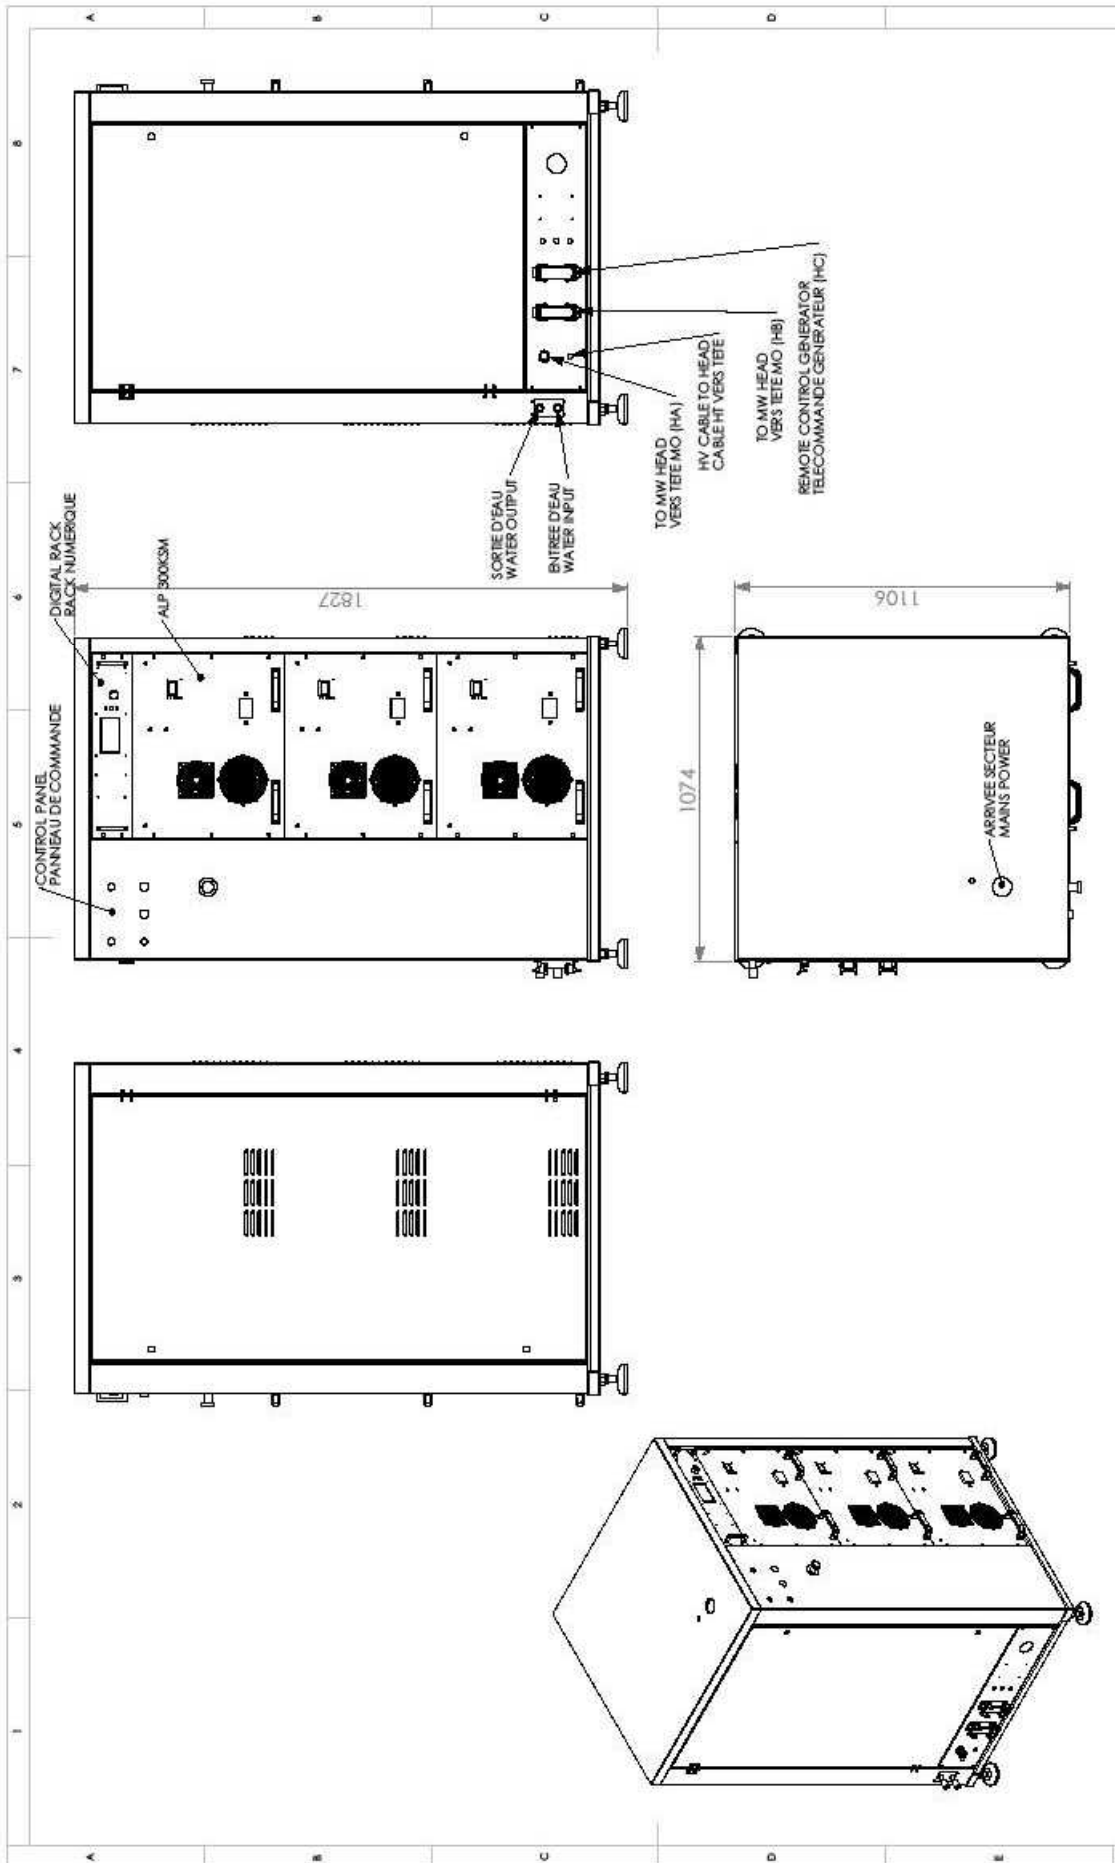 A
B
C
D
8
7
6
5
4
3
2
1
A
B
C
D
E
CONTROL PANEL
PANNEAU DE COMMANDE
DIGITAL RACK
RACK NUMERIQUE
ALP 300KSM
1827
SORTIE D'EAU
WATER OUTPUT
ENTREE D'EAU
WATER INPUT
TO MW HEAD
VERS TETE MO (HA)
HV CABLE TO HEAD
CABLE HT VERS TETE
TO MW HEAD
VERS TETE MO (HB)
REMOTE CONTROL GENERATOR
TELECOMMANDE GENERATEUR (HC)
1074
1106
ARRIVEE SECTEUR
MAINS POWER